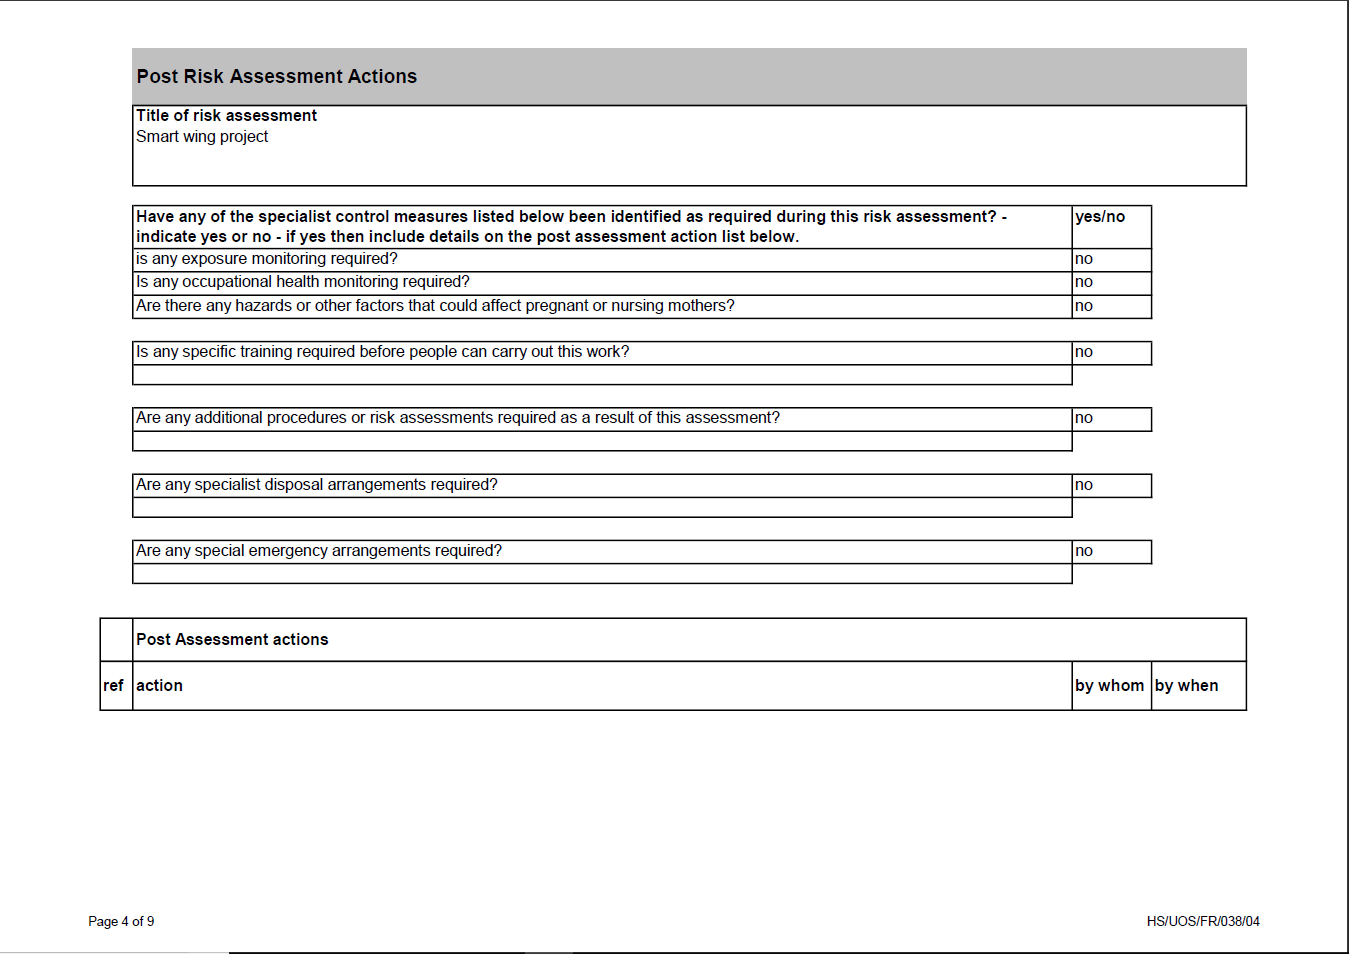 Post Risk Assessment Actions
Title of risk assessment
Smart wing project
Have any of the specialist control measures listed below been identified as required during this risk assessment? - yes/no
indicate yes or no - if yes then include details on the post assessment action list below.
is any exposure monitoring required? no
Is any occupational health monitoring required? no
Are there any hazards or other factors that could affect pregnant or nursing mothers? no
Is any specific training required before people can carry out this work? no
Are any additional procedures or risk assessments required as a result of this assessment? no
Are any specialist disposal arrangements required? no
Are any special emergency arrangements required? no
Post Assessment actions
ref action by whom by when
Page 4 of 9 HS/UOS/FR/038/04